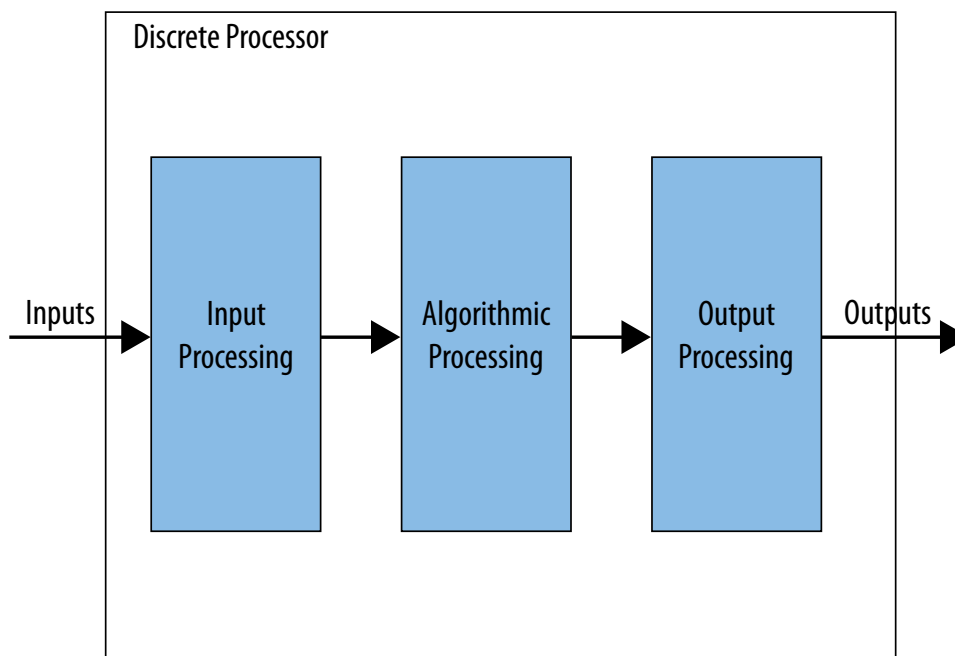 Discrete Processor
Inputs
Input
Processing
Algorithmic
Processing
Output
Processing
Outputs